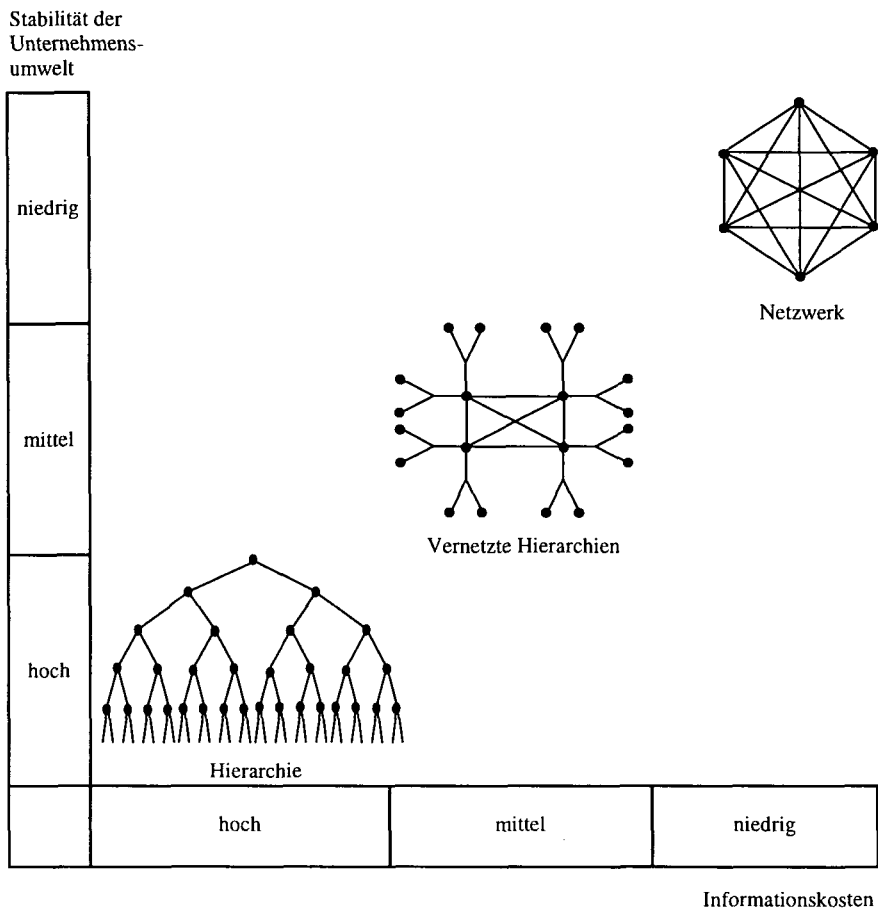 Stabilität der
Unternehmens-
umwelt
niedrig
Netzwerk
mittel
Vernetzte Hierarchien
hoch
Hierarchie
hoch
mittel
niedrig
Informationskosten